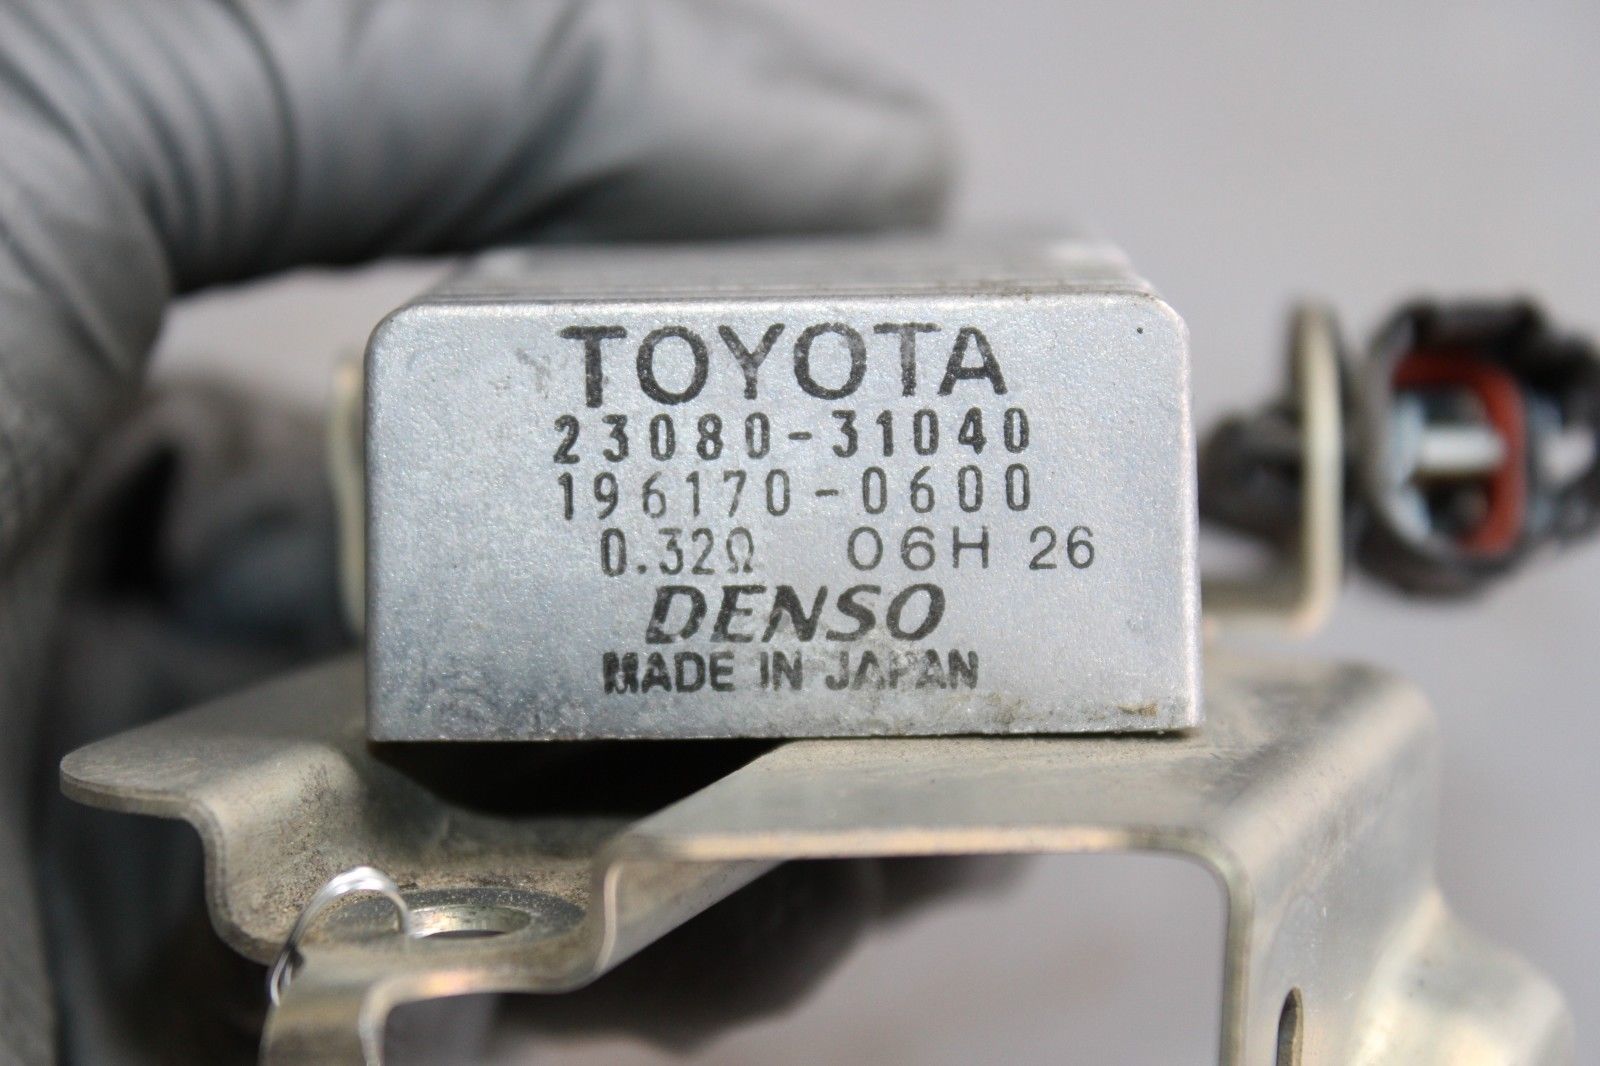 TOYOTA
23080-31040
196170-0600
0.32Ω 06H 26
DENSO
MADE IN JAPAN